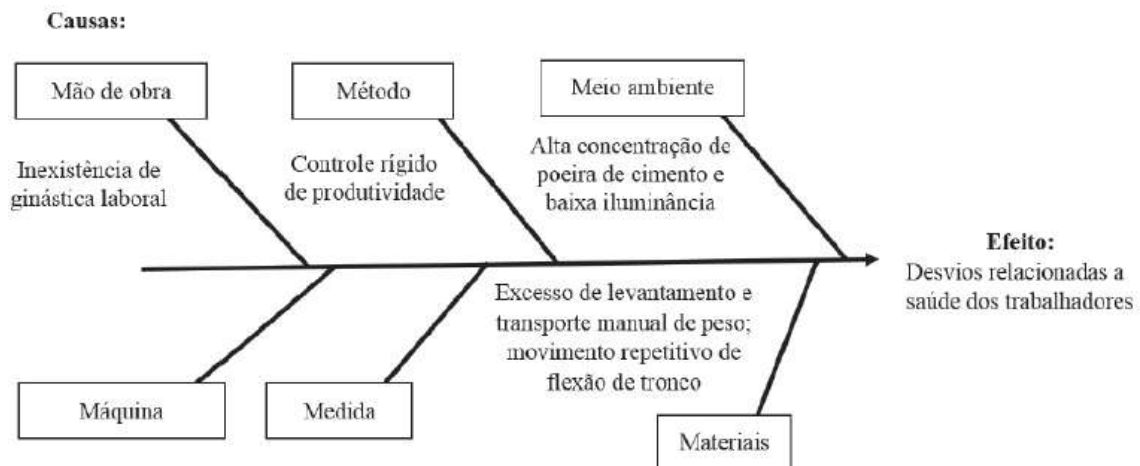 Causas:
Mão de obra
Método
Meio ambiente
Inexistência de
ginástica laboral
Controle rígido
de produtividade
Alta concentração de
poeira de cimento e
baixa iluminância
Efeito:
Desvios relacionadas a
saúde dos trabalhadores
Excesso de levantamento e
transporte manual de peso;
movimento repetitivo de
flexão de tronco
Máquina
Medida
Materiais